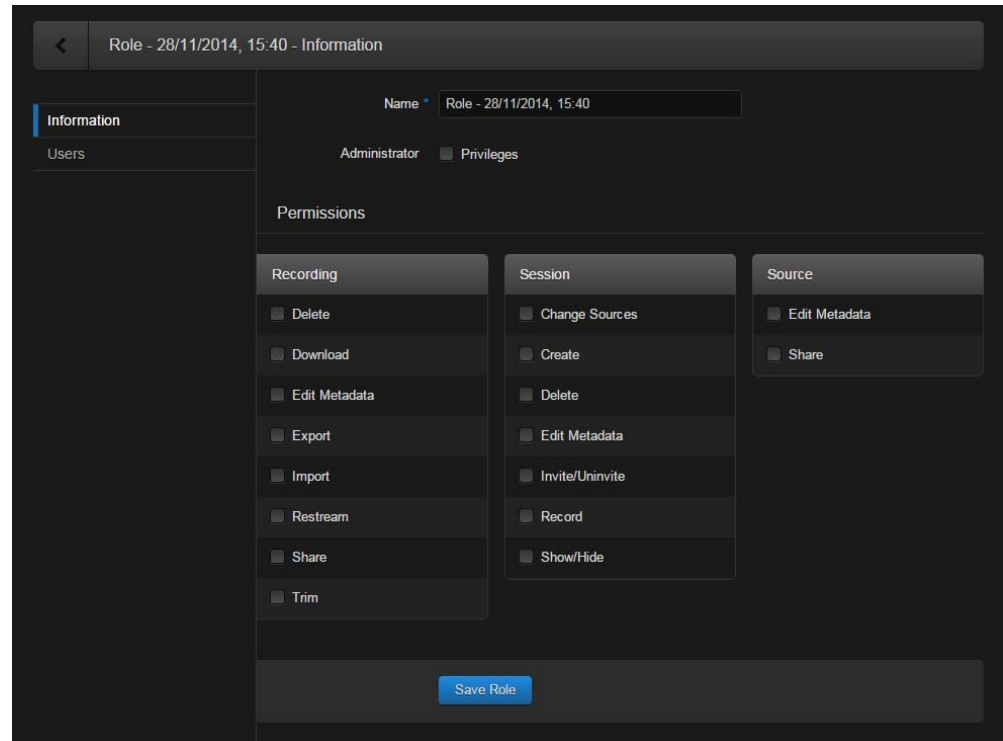 Role - 28/11/2014, 15:40 - Information
Information
Users
Name * Role - 28/11/2014, 15:40
Administrator Privileges
Permissions
Recording
Delete
Download
Edit Metadata
Export
Import
Restream
Share
Trim
Session
Change Sources
Create
Delete
Edit Metadata
Invite/Uninvite
Record
Show/Hide
Source
Edit Metadata
Share
Save Role